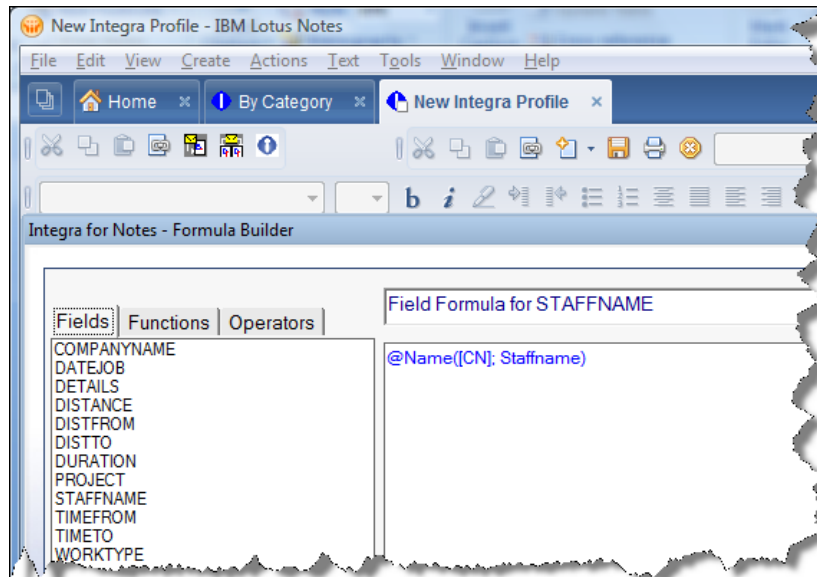 New Integra Profile - IBM Lotus Notes
File Edit View Create Actions Text Tools Window Help
Home × By Category × New Integra Profile ×
b i
Integra for Notes - Formula Builder
Field Formula for STAFFNAME
Fields Functions Operators
@Name([CN]; Staffname)
COMPANYNAME
DATEJOB
DETAILS
DISTANCE
DISTFROM
DISTTO
DURATION
PROJECT
STAFFNAME
TIMEFROM
TIMETO
WORKTYPE